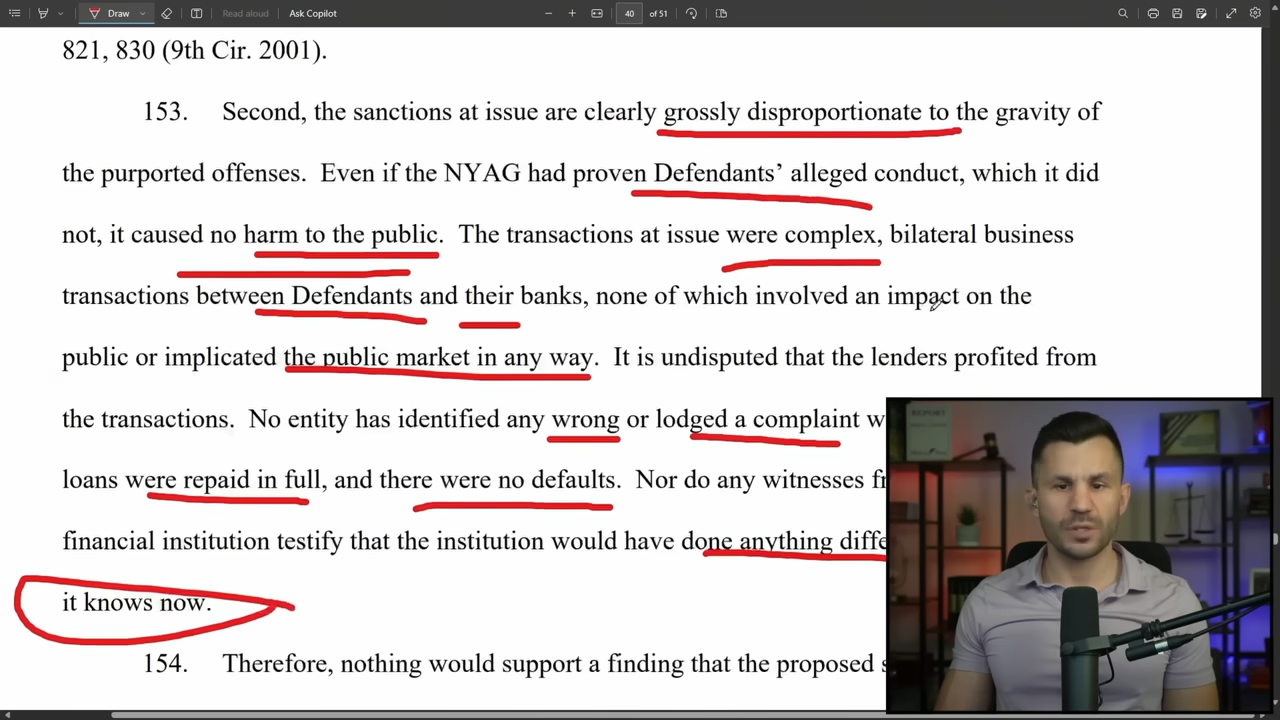 Draw
Read aloud
Ask Copilot
40
of 51
821, 830 (9th Cir. 2001).
153. Second, the sanctions at issue are clearly grossly disproportionate to the gravity of
the purported offenses. Even if the NYAG had proven Defendants’ alleged conduct, which it did
not, it caused no harm to the public. The transactions at issue were complex, bilateral business
transactions between Defendants and their banks, none of which involved an impact on the
public or implicated the public market in any way. It is undisputed that the lenders profited from
the transactions. No entity has identified any wrong or lodged a complaint
loans were repaid in full, and there were no defaults. Nor do any witnesses
financial institution testify that the institution would have done anything
it knows now.
154. Therefore, nothing would support a finding that the proposed
REPORT